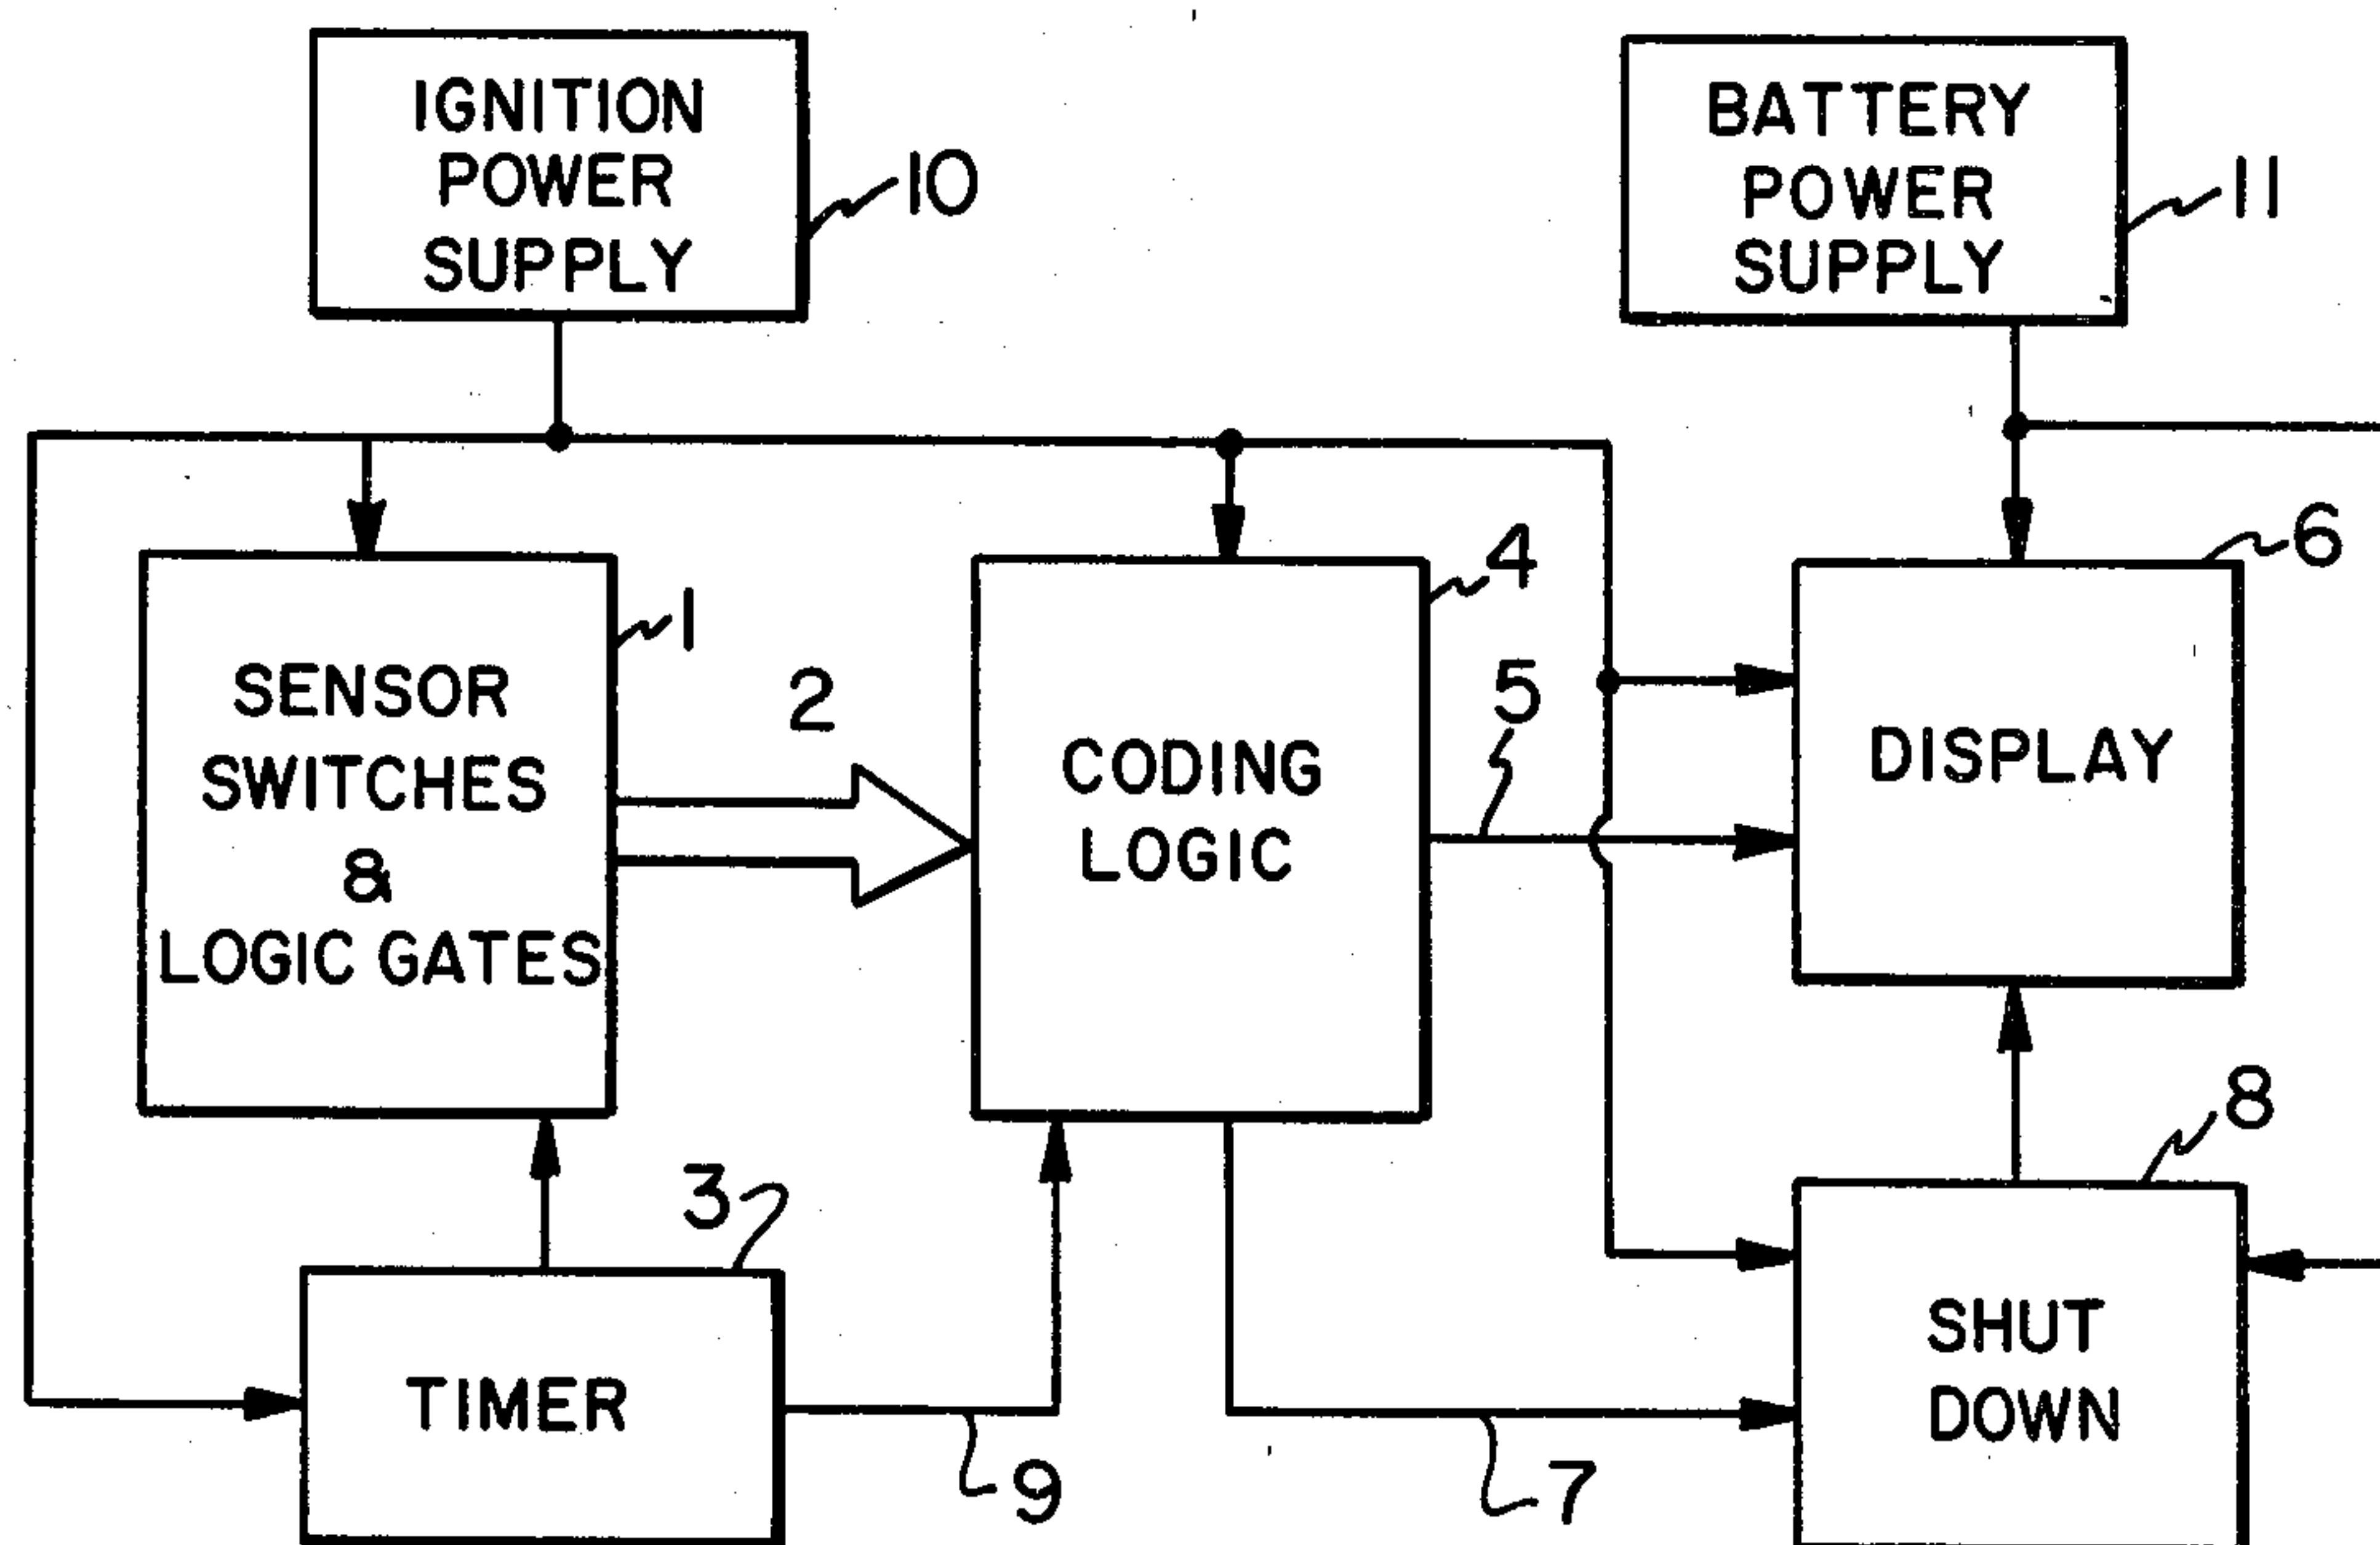 IGNITION
POWER
SUPPLY
10
BATTERY
POWER
SUPPLY
11
SENSOR
SWITCHES
&
LOGIC GATES
1
2
CODING
LOGIC
4
5
DISPLAY
6
TIMER
3
9
7
SHUT
DOWN
8